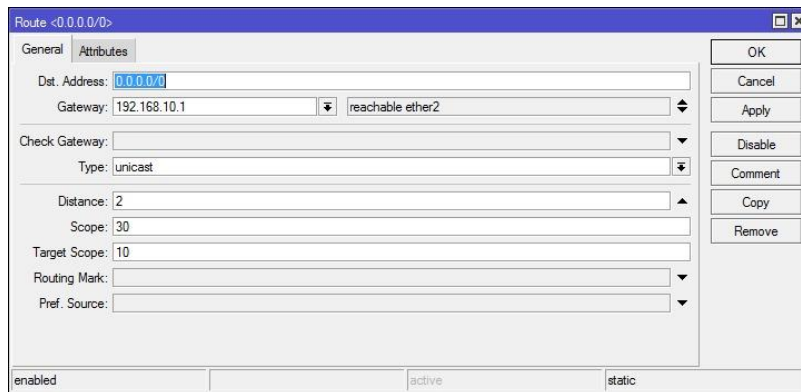 Route <0.0.0.0/0>
General Attributes
Dst. Address: 0.0.0.0/0
Gateway: 192.168.10.1 reachable ether2
Check Gateway:
Type: unicast
Distance: 2
Scope: 30
Target Scope: 10
Routing Mark:
Pref. Source:
OK
Cancel
Apply
Disable
Comment
Copy
Remove
enabled active static